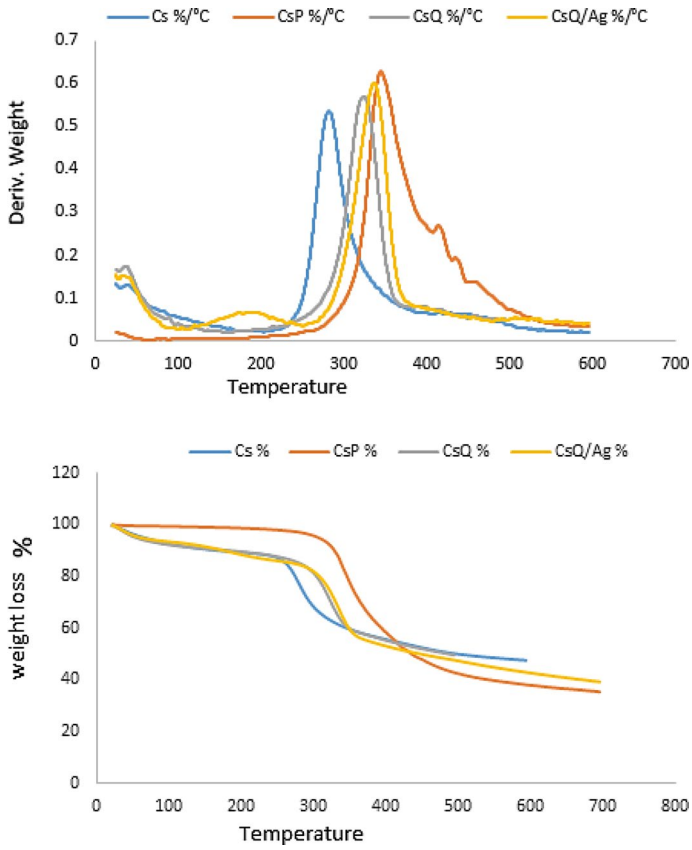 Cs %/°C CsP %/°C CsQ %/°C CsQ/Ag %/°C
0.7
0.6
0.5
0.4
0.3
0.2
0.1
0
Deriv. Weight
0 100 200 300 400 500 600 700
Temperature
Cs % CsP % CsQ % CsQ/Ag %
120
100
80
60
40
20
0
weight loss %
0 100 200 300 400 500 600 700 800
Temperature